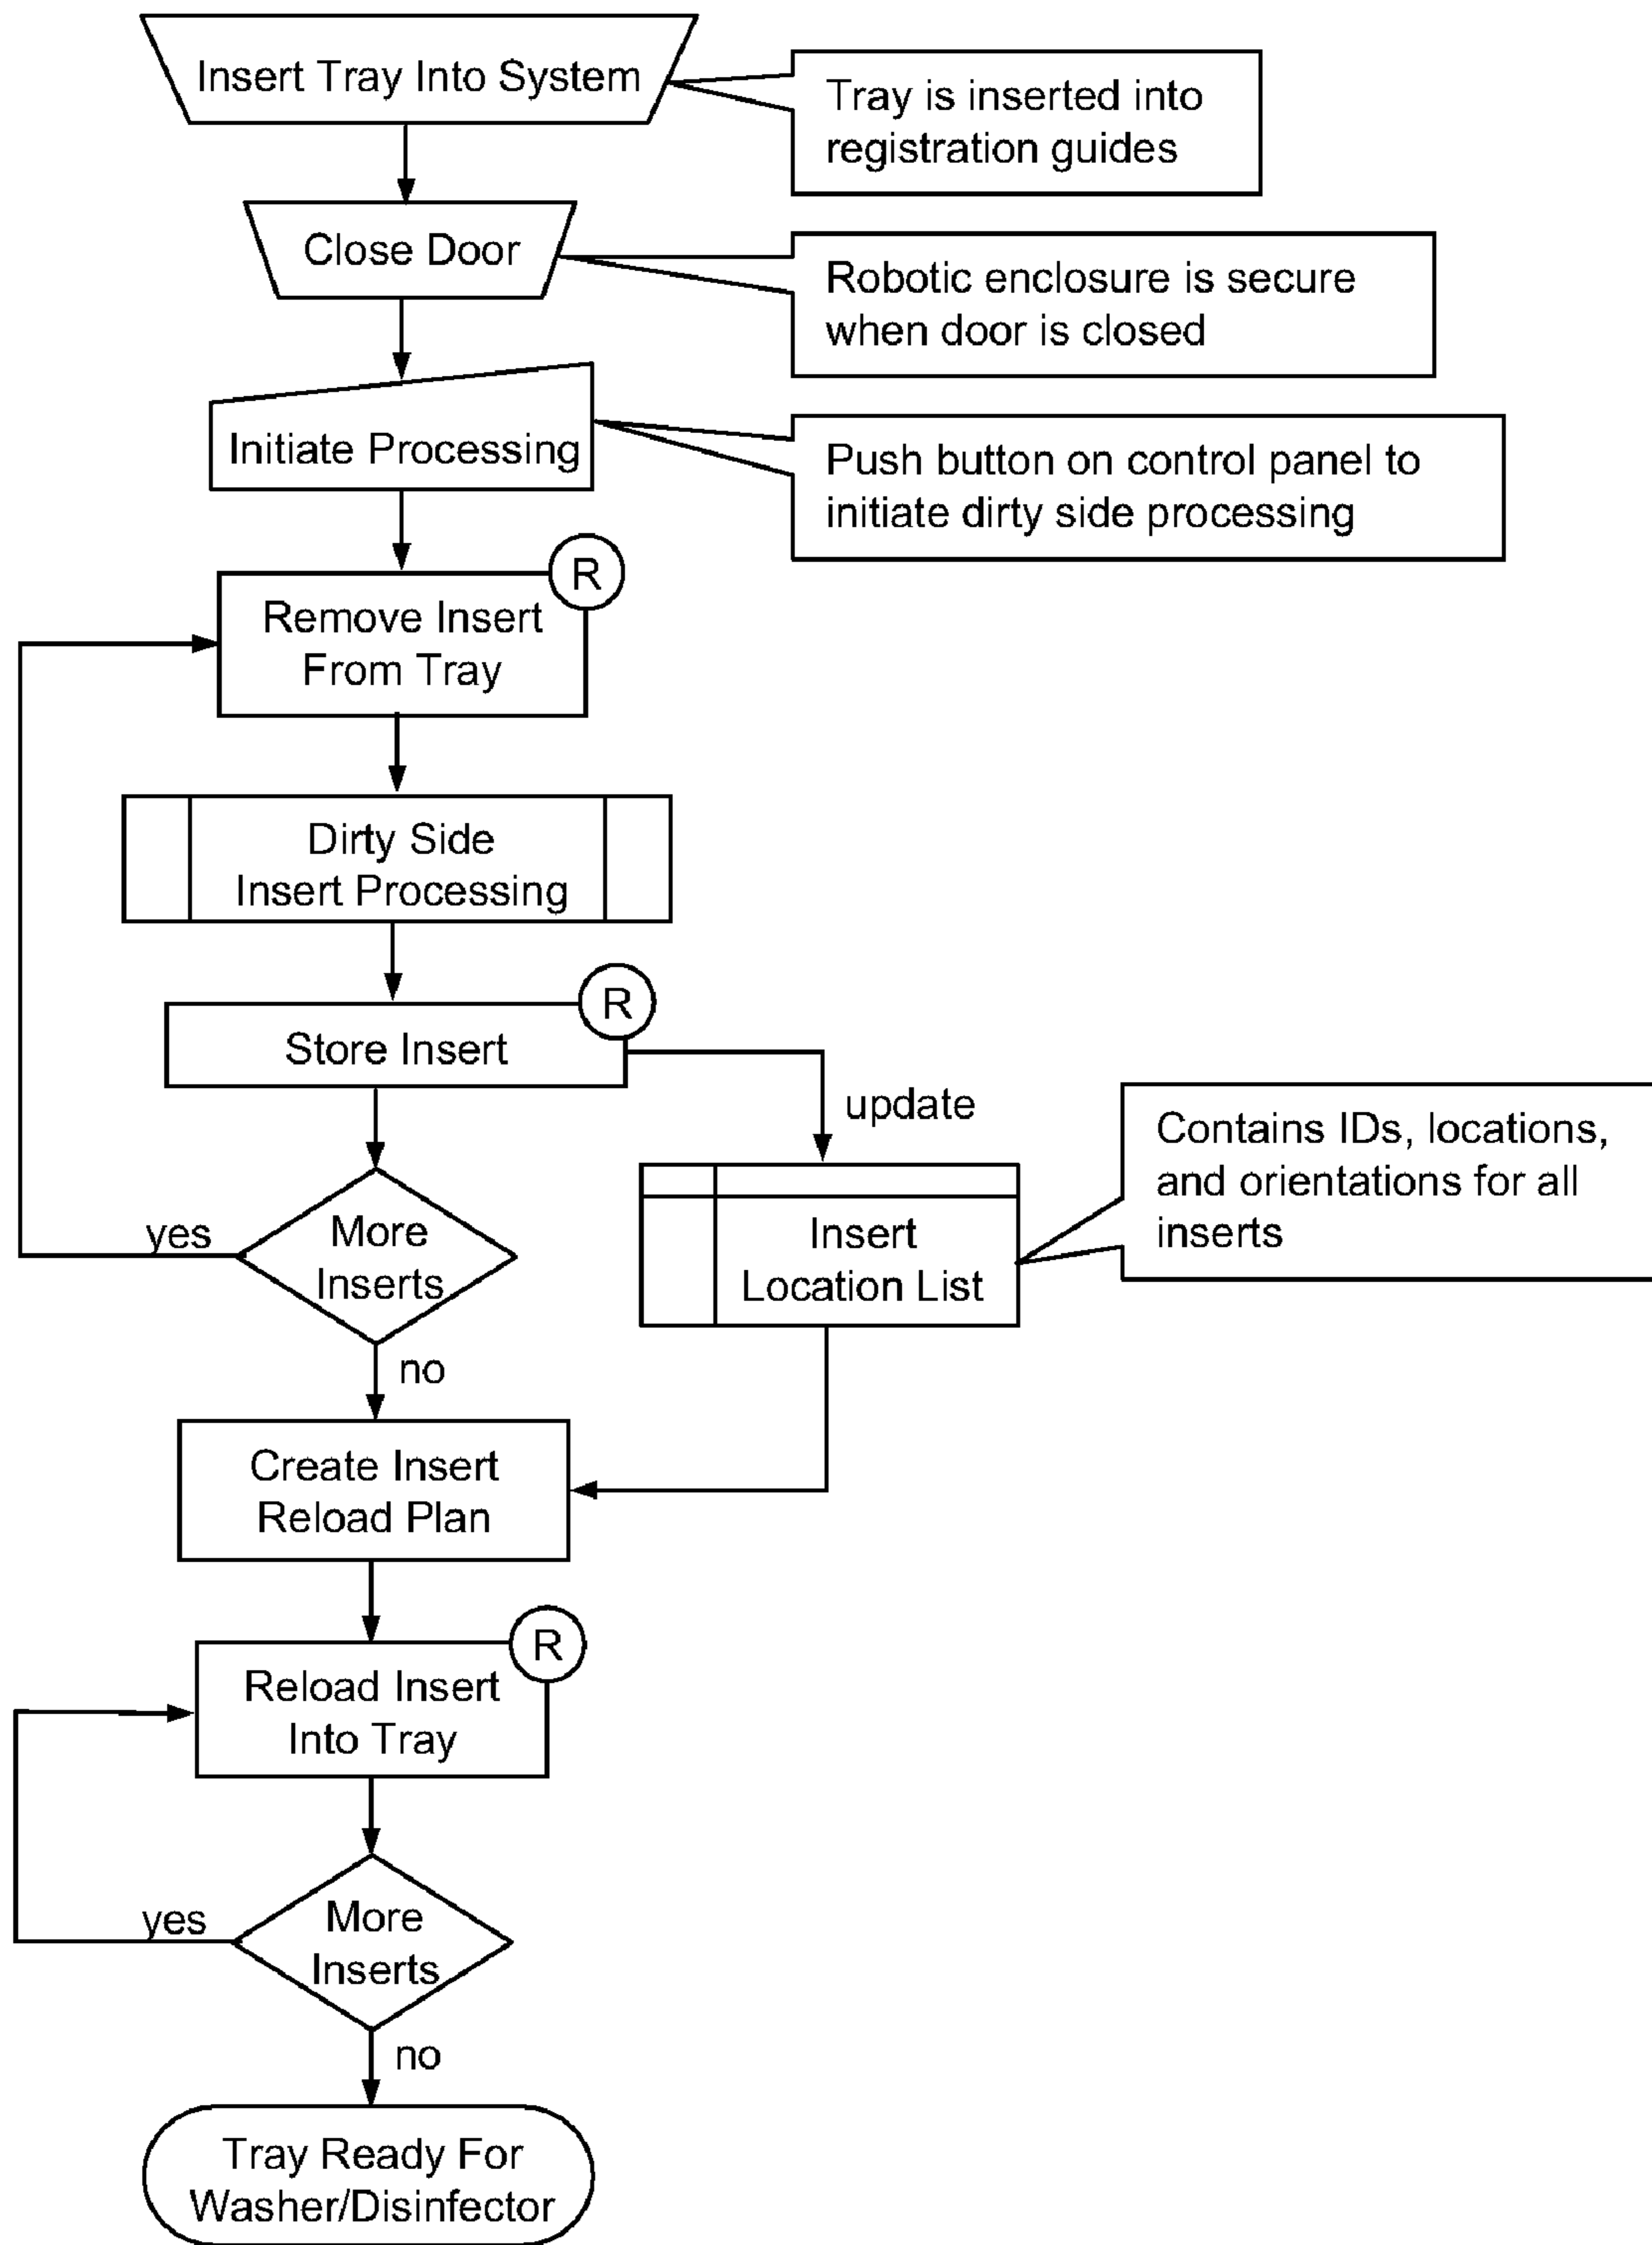 Insert Tray Into System
Tray is inserted into
registration guides
Close Door
Robotic enclosure is secure
when door is closed
Initiate Processing
Push button on control panel to
initiate dirty side processing
R
Remove Insert
From Tray
Dirty Side
Insert Processing
R
Store Insert
update
Contains IDs, locations,
and orientations for all
inserts
yes
More
Inserts
Insert
Location List
no
Create Insert
Reload Plan
R
Reload Insert
Into Tray
yes
More
Inserts
no
Tray Ready For
Washer/Disinfector